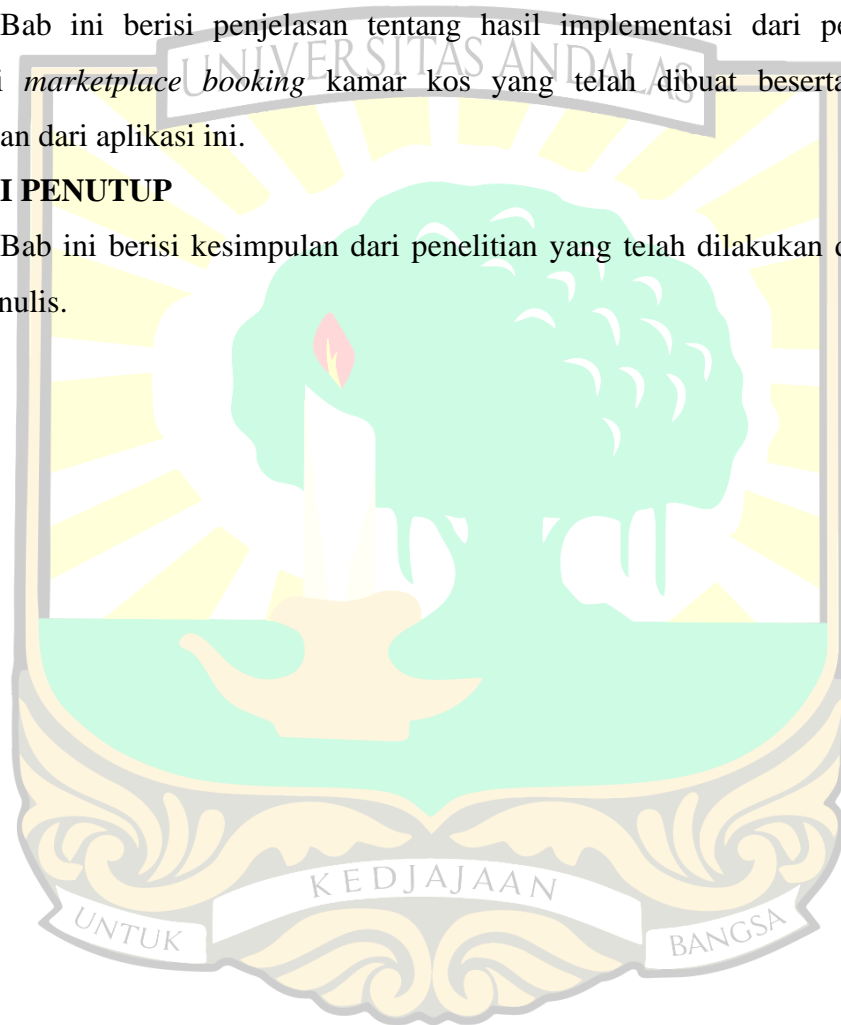 Bab ini berisi penjelasan tentang hasil implementasi dari pe
i marketplace booking kamar kos yang telah dibuat beserta
an dari aplikasi ini.
I PENUTUP
Bab ini berisi kesimpulan dari penelitian yang telah dilakukan d
nulis.
UNIVERSITAS ANDALAS
KEDJAJAAN
UNTUK
BANGSA